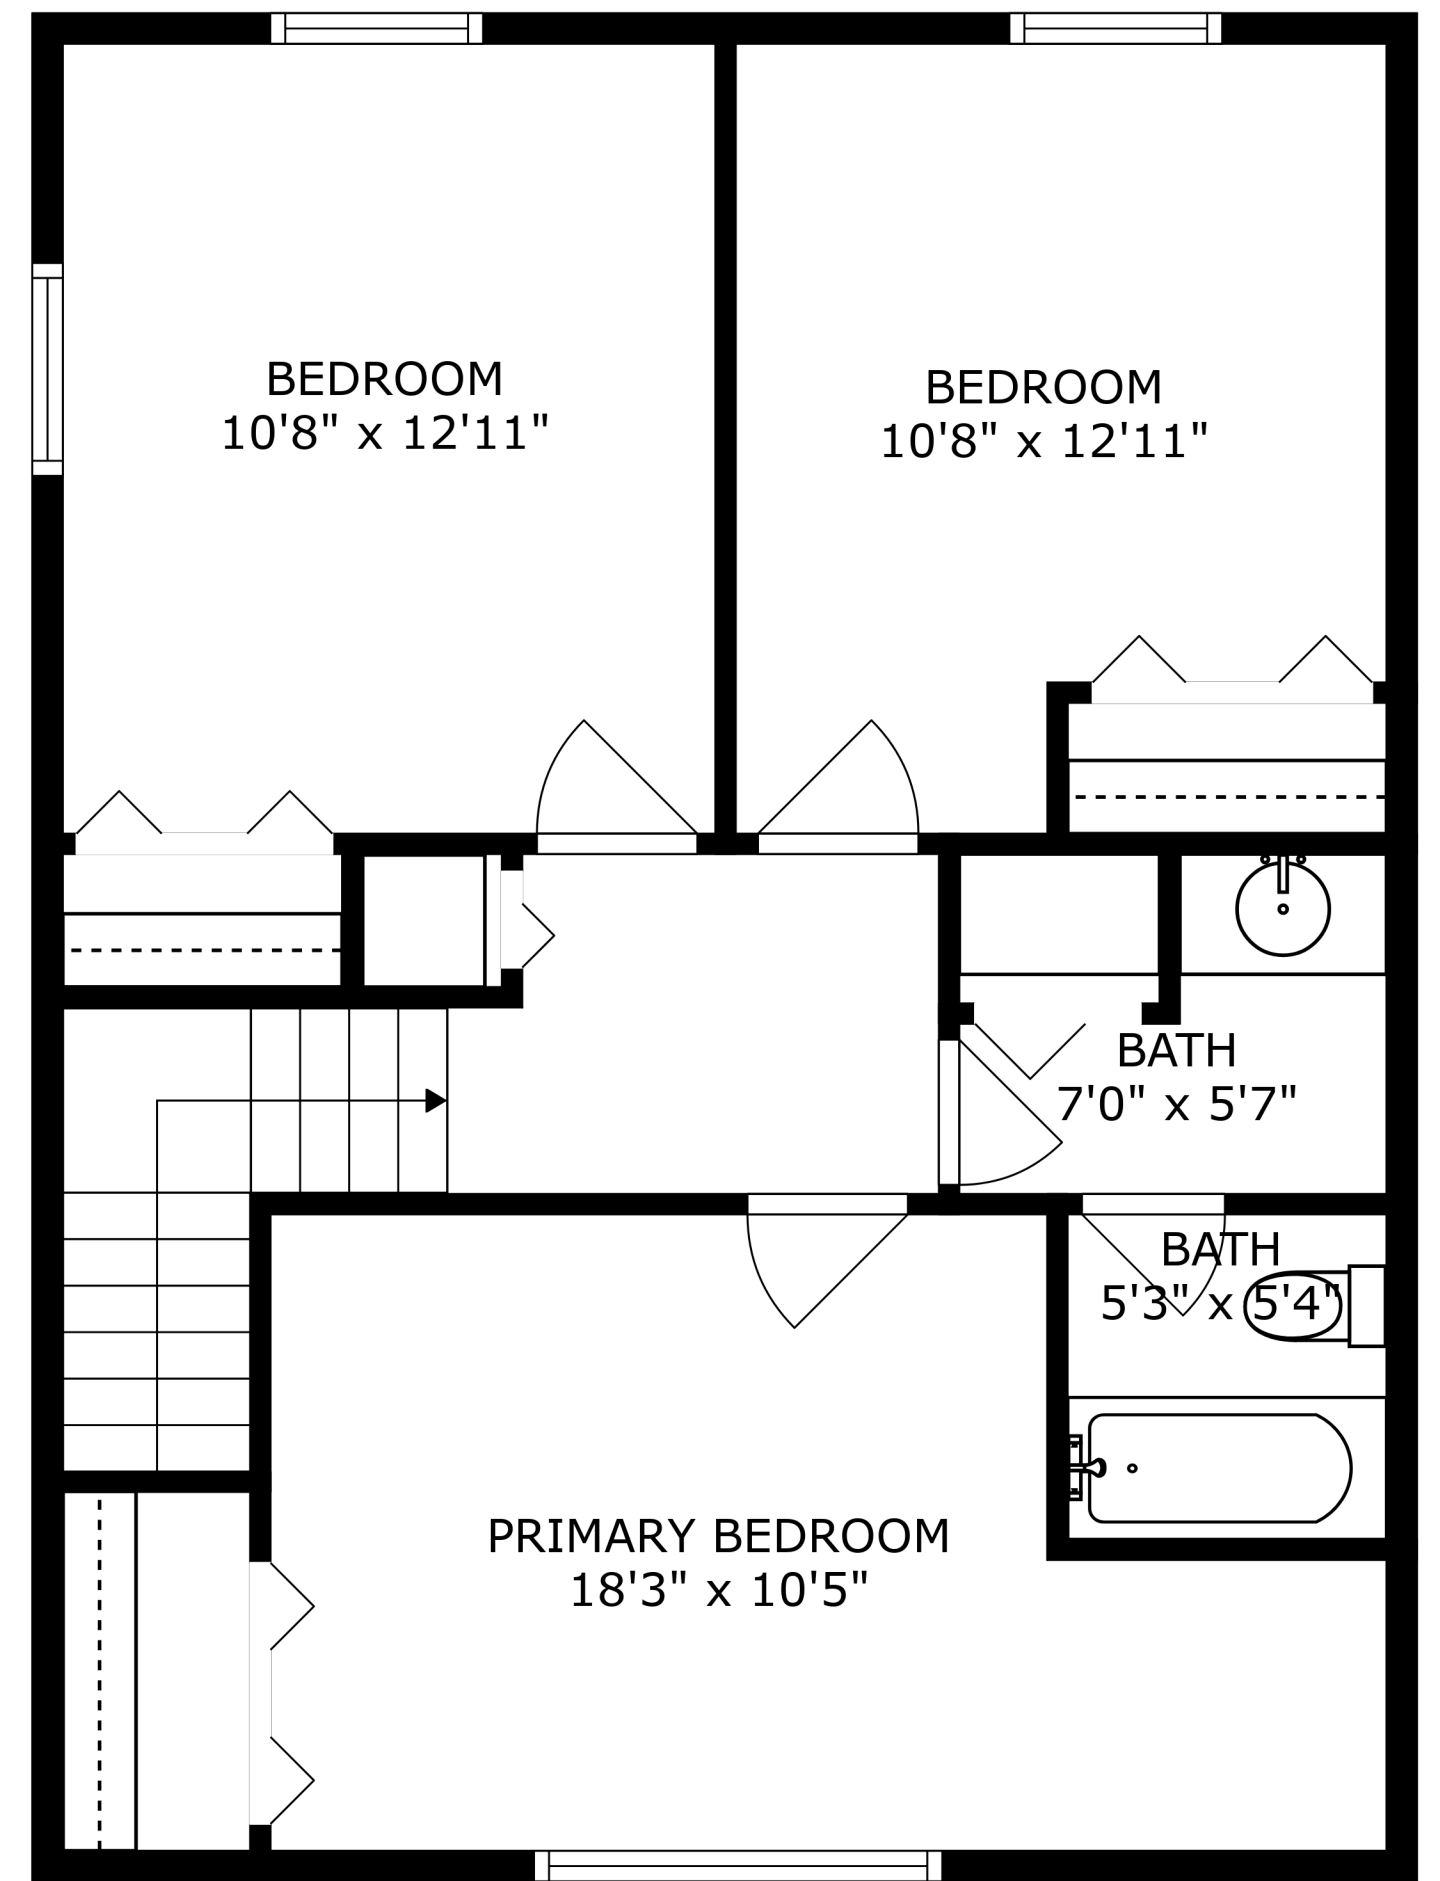 BEDROOM
10'8" x 12'11"
BEDROOM
10'8" x 12'11"
BATH
7'0" x 5'7"
BATH
5'3" x 5'4"
PRIMARY BEDROOM
18'3" x 10'5"